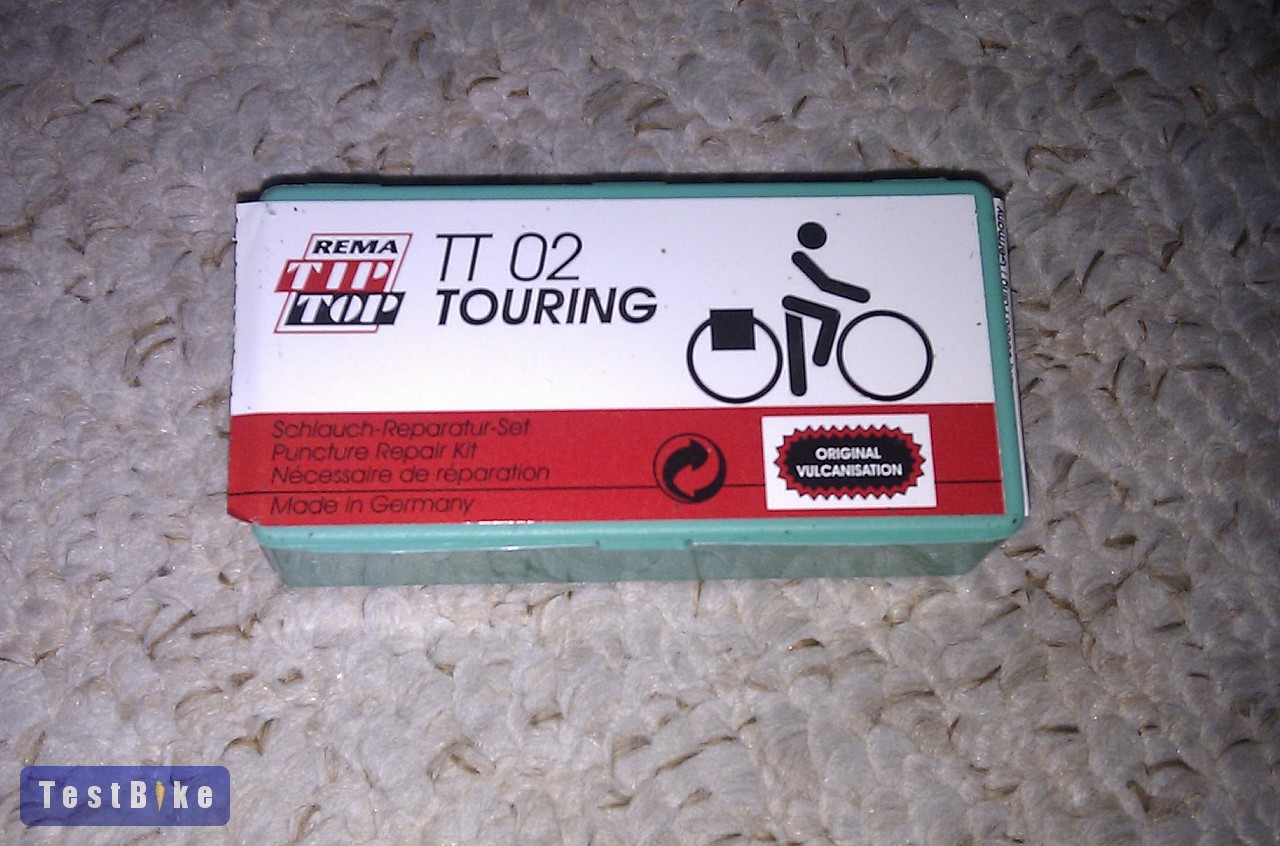 REMA
TIP
TOP
TT 02
TOURING
Schlauch-Reparatur-Set
Puncture Repair Kit
Nécessaire de réparation
Made in Germany
ORIGINAL
VULCANISATION
Germany
TestBike